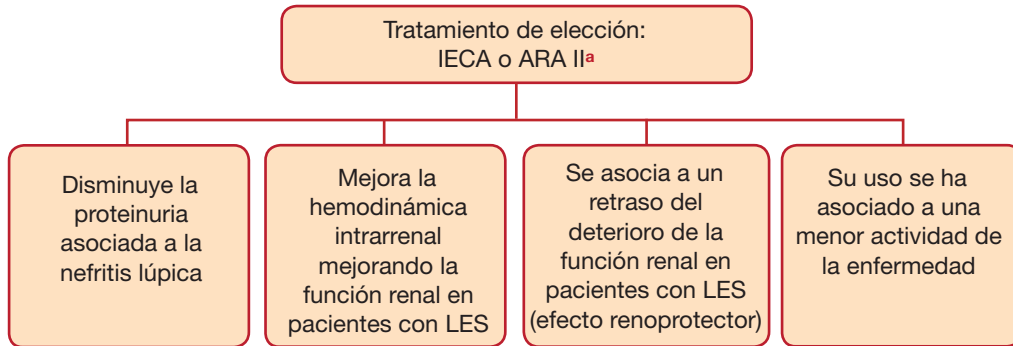 Tratamiento de elección:
IECA o ARA IIa
Disminuye la
proteinuria
asociada a la
nefritis lúpica
Mejora la
hemodinámica
intrarrenal
mejorando la
función renal en
pacientes con LES
Se asocia a un
retraso del
deterioro de la
función renal en
pacientes con LES
(efecto renoprotector)
Su uso se ha
asociado a una
menor actividad de
la enfermedad